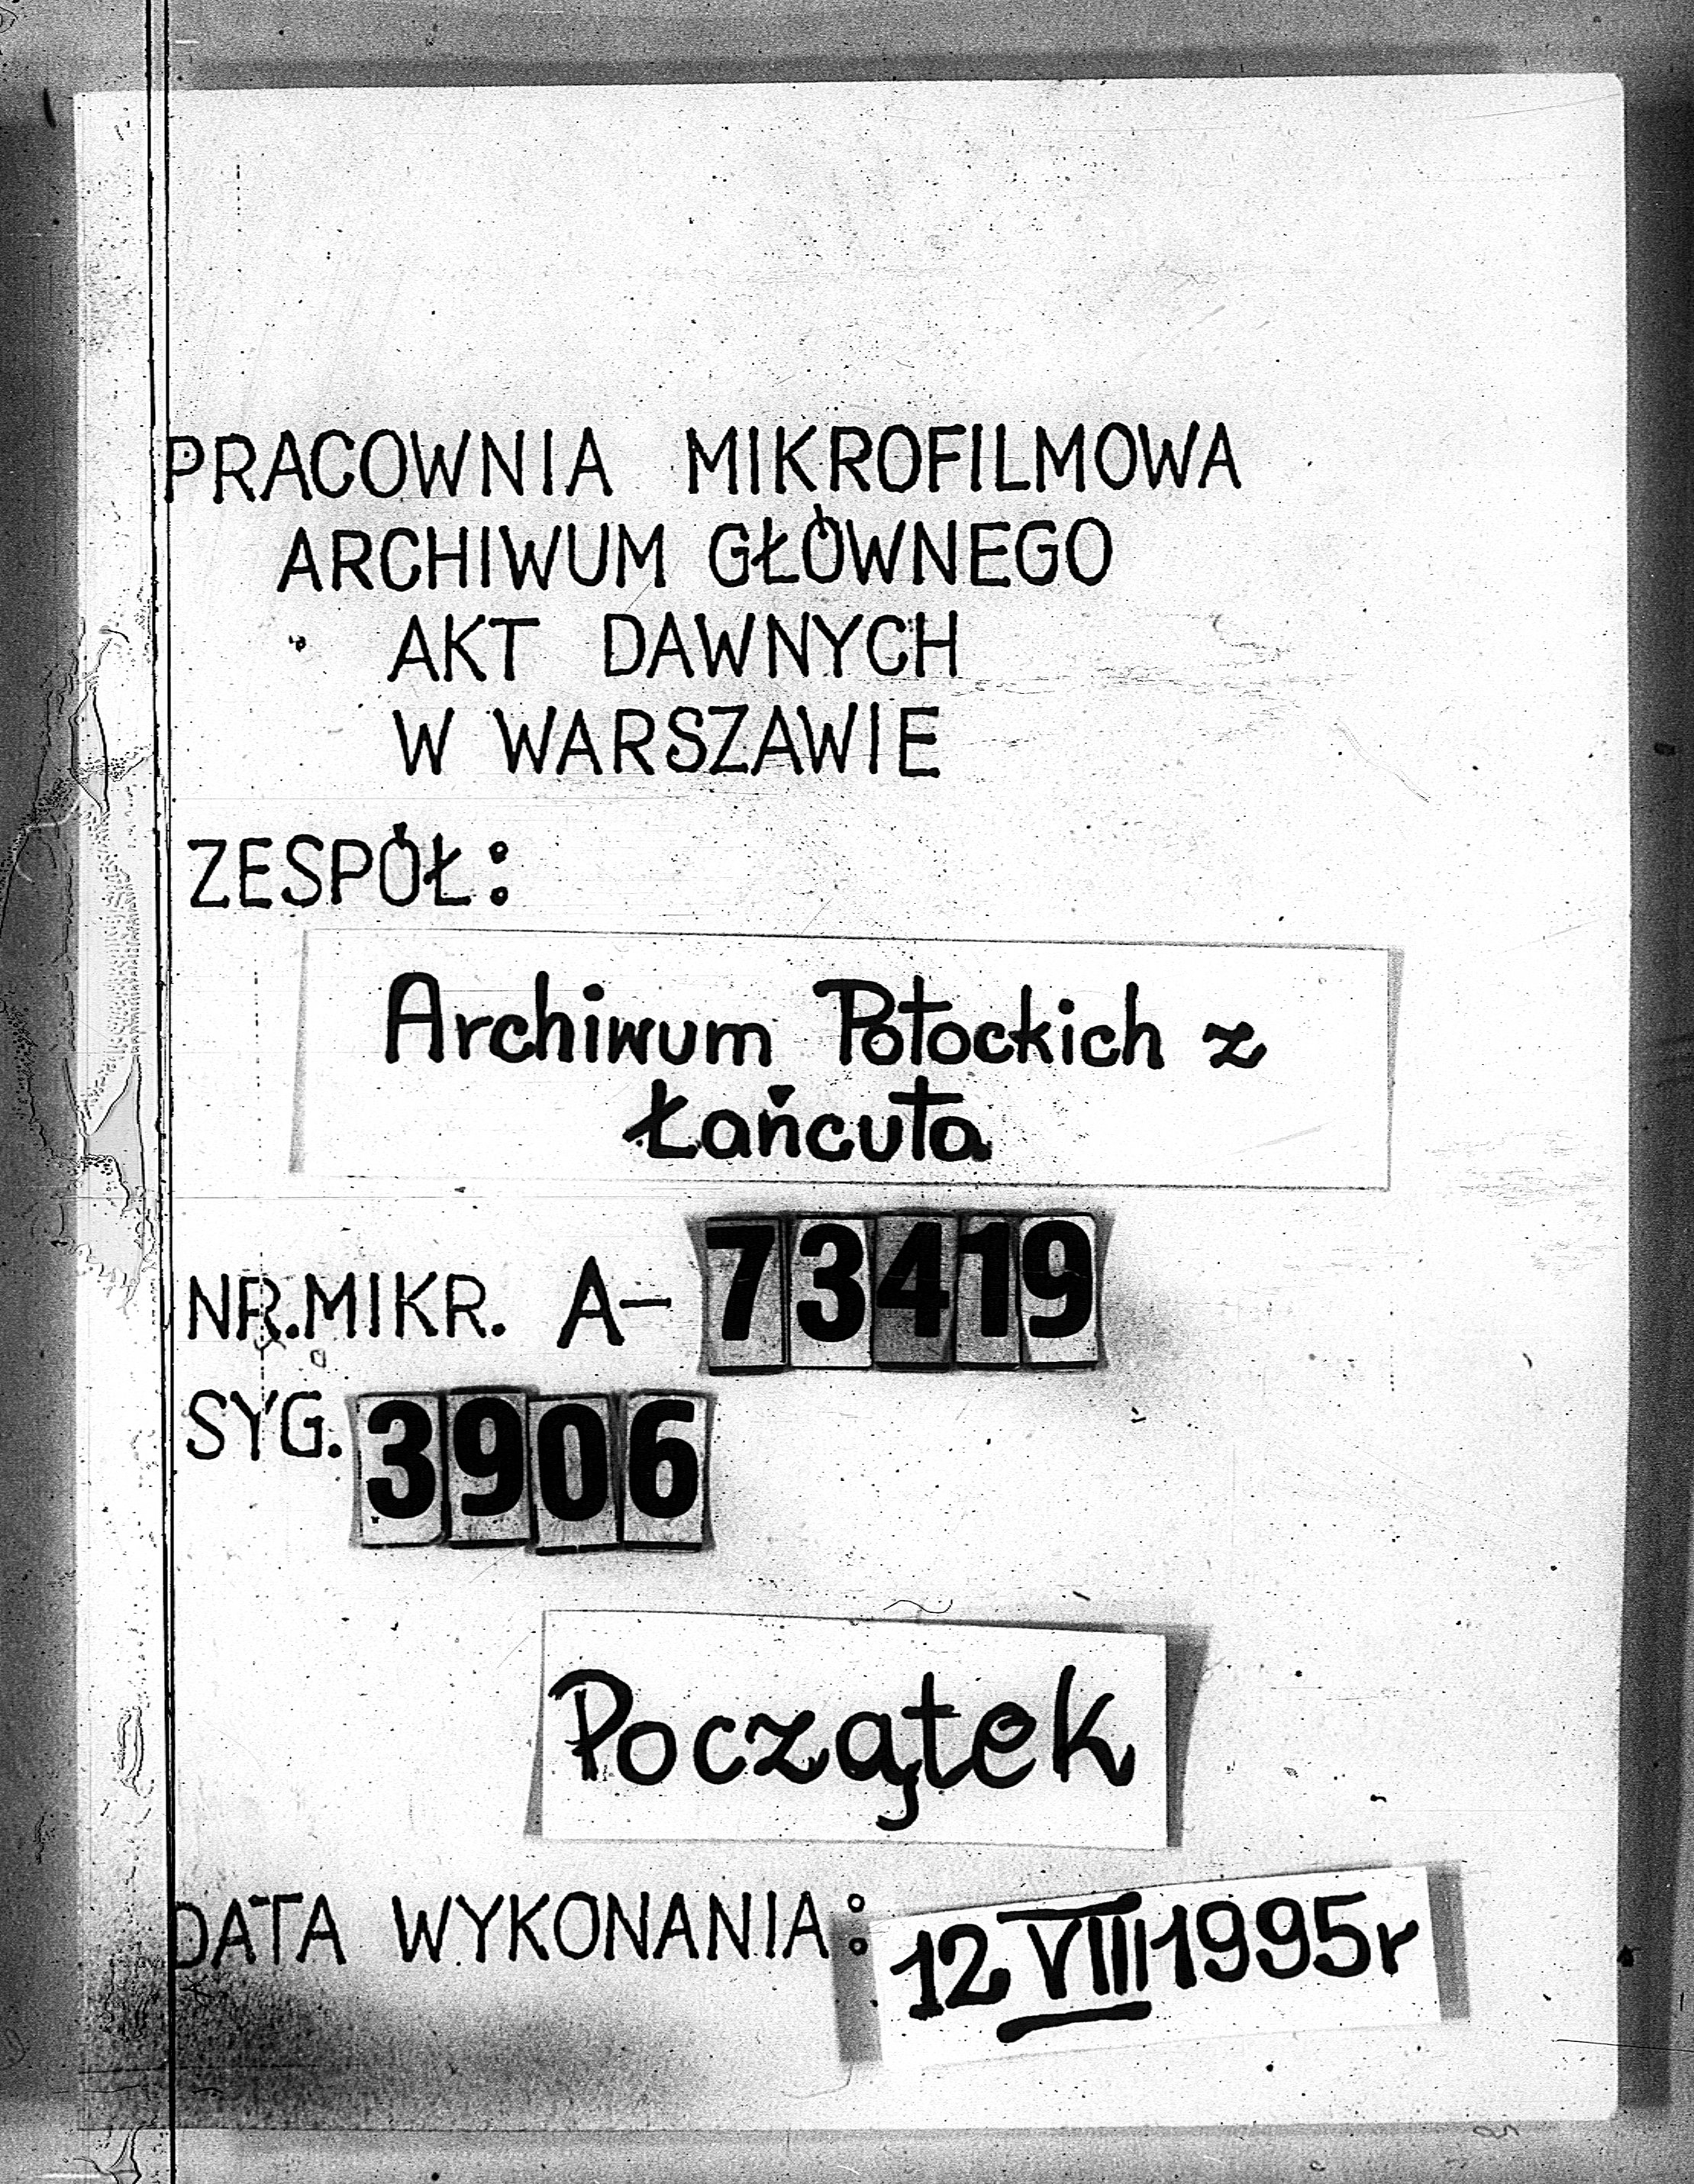 PRACOWNIA MIKROFILMOWA
ARCHIWUM GŁÓWNEGO
AKT DAWNYCH
W WARSZAWIE
ZESPÓŁ:
Archiwum Potockich z
Łańcuta
NR.MIKR. A- 73419
SYG. 3906
Początek
DATA WYKONANIA: 12 VIII 1995r